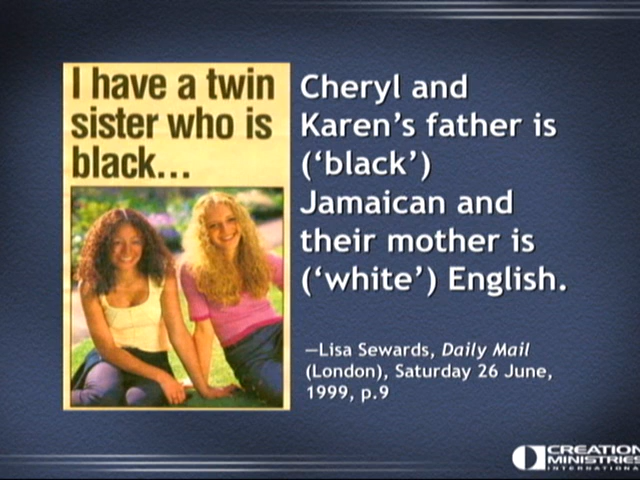 I have a twin
sister who is
black...
Cheryl and
Karen's father is
('black')
Jamaican and
their mother is
('white') English.
—Lisa Sewards, Daily Mail
(London), Saturday 26 June,
1999, p.9
CREATION
MINISTRIES
INTERNATIONAL